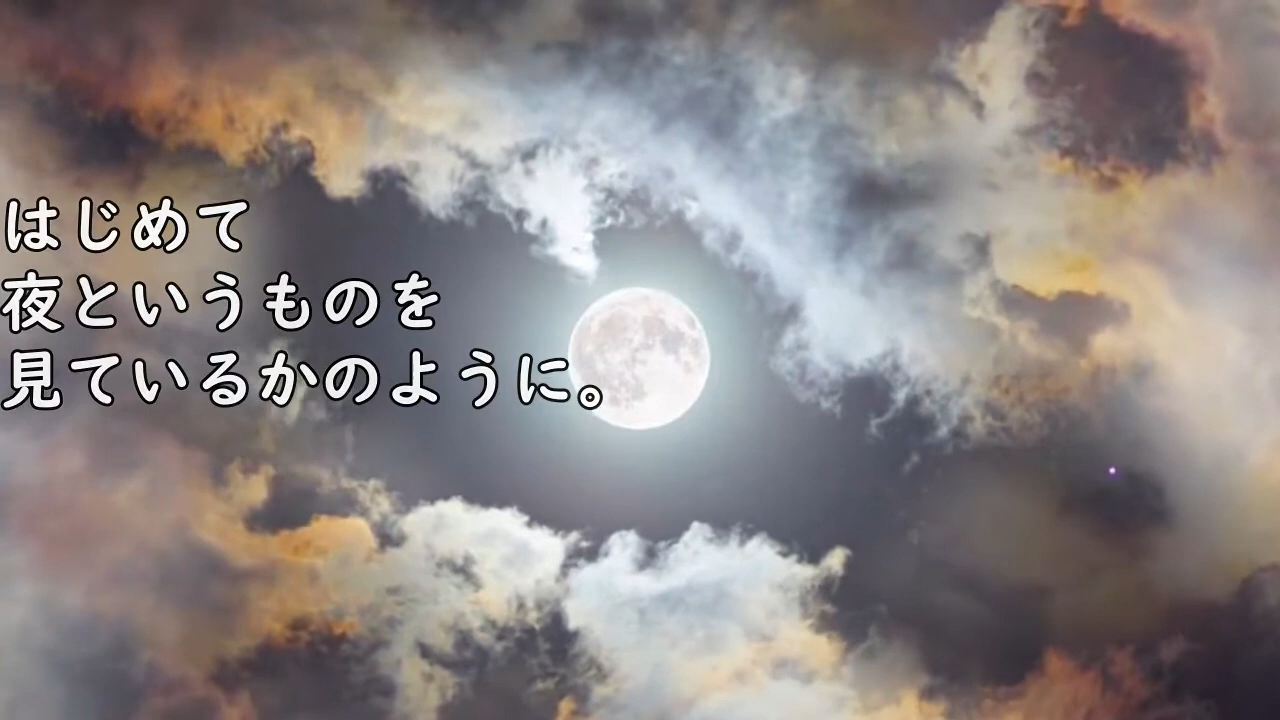 はじめて
夜というものを
見ているかのように。